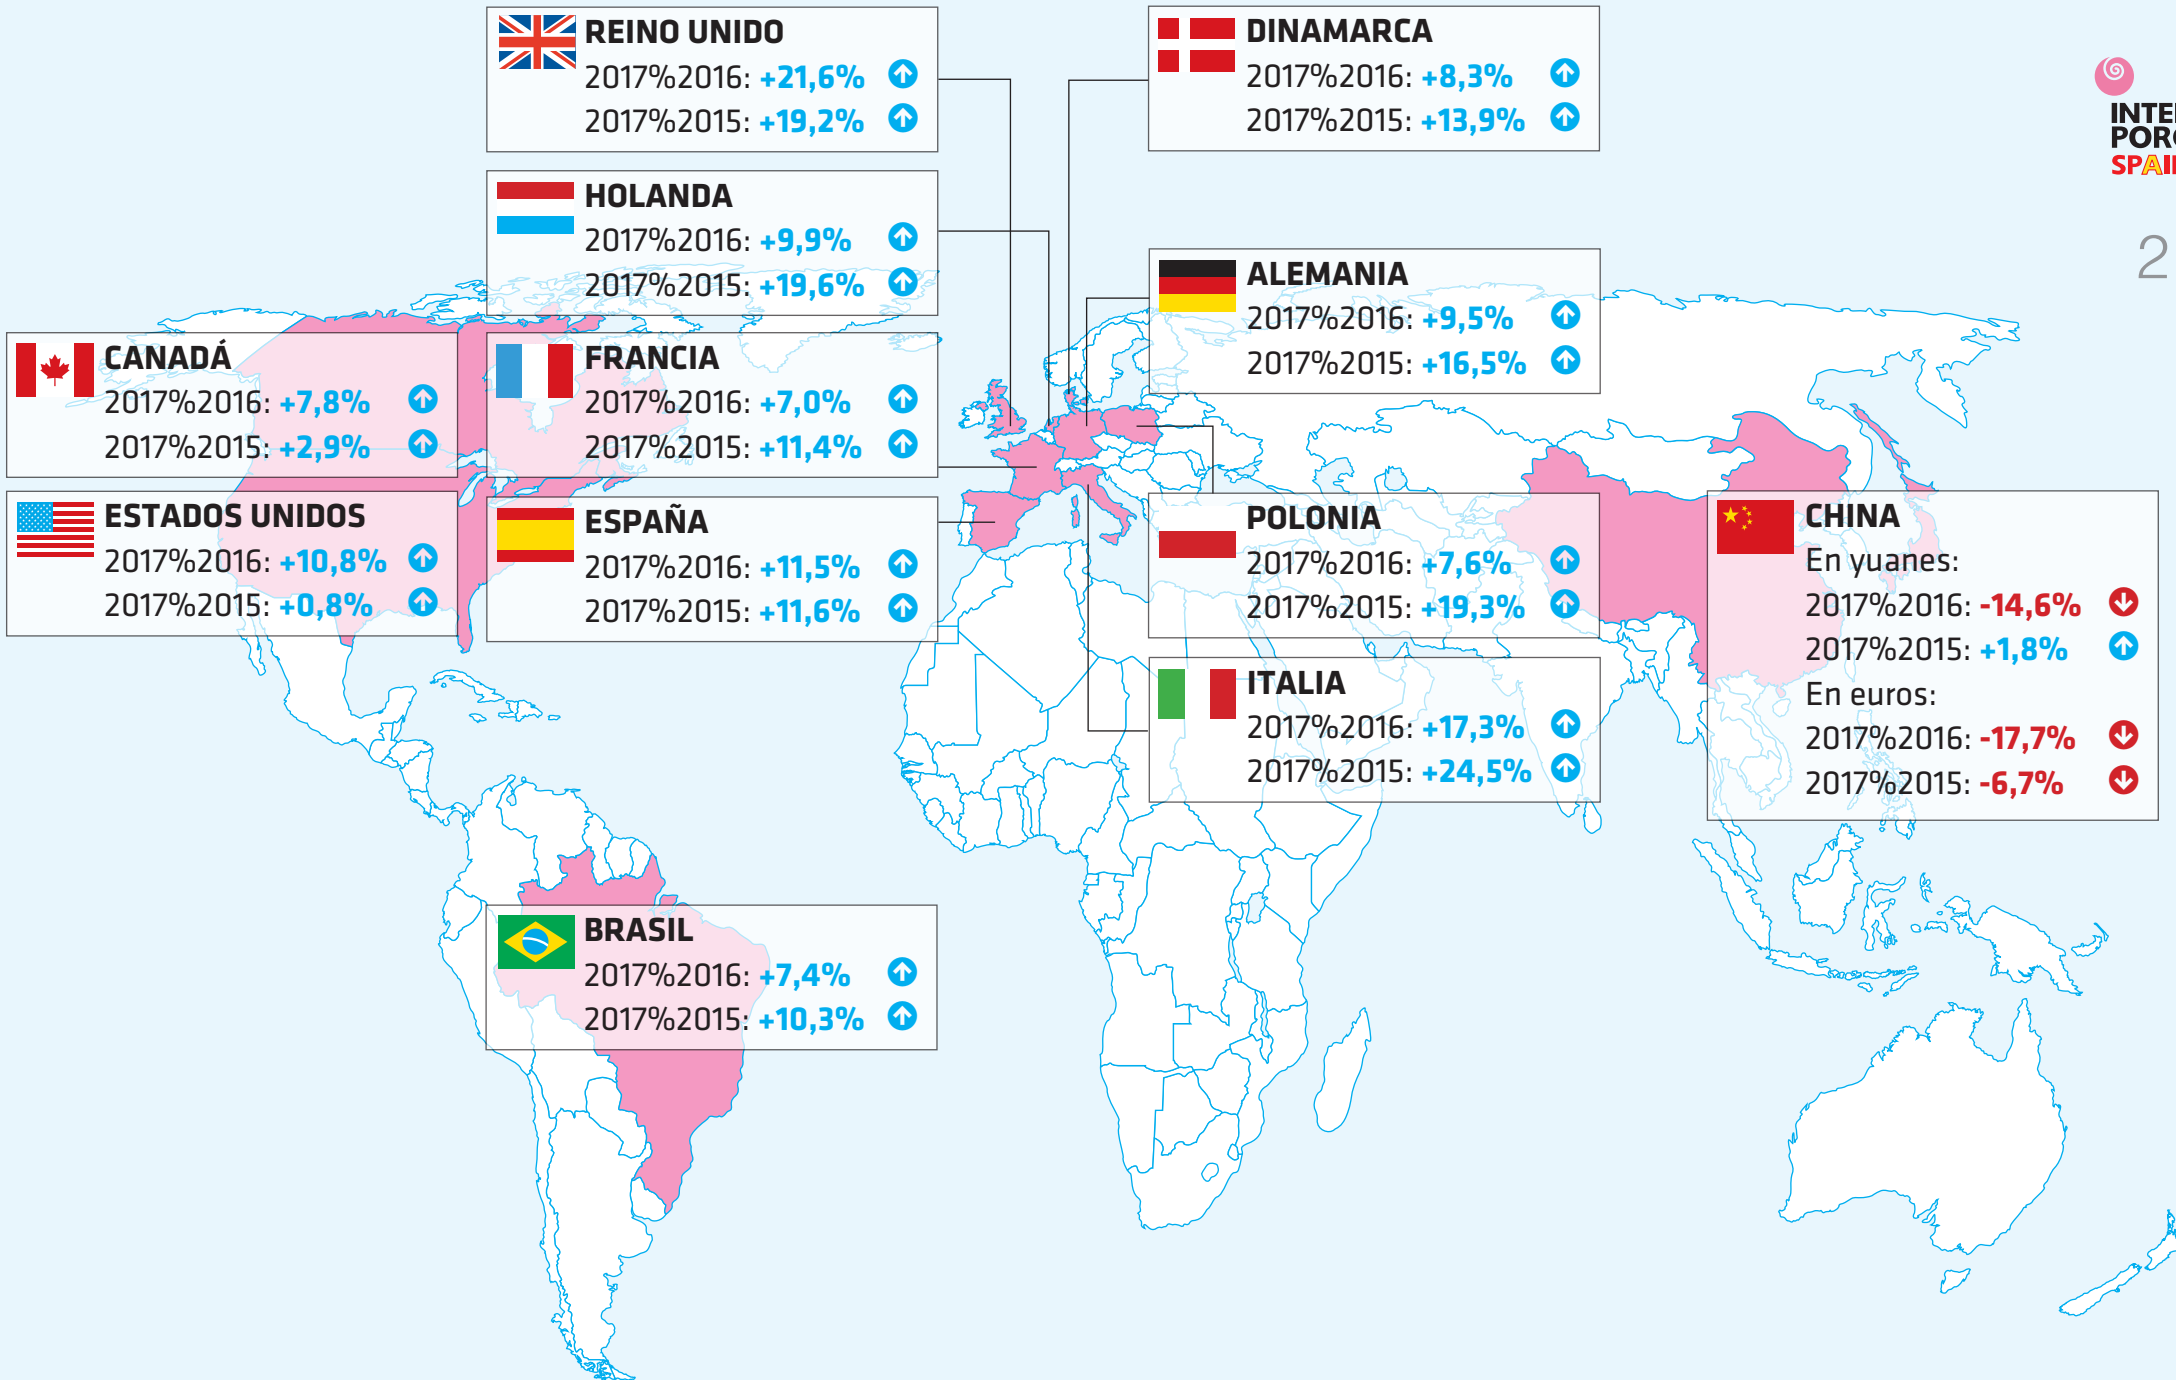 REINO UNIDO
2017%2016: +21,6%
2017%2015: +19,2%
DINAMARCA
2017%2016: +8,3%
2017%2015: +13,9%
SPAI
2
HOLANDA
2017%2016: +9,9%
2017%2015: +19,6%
ALEMANIA
2017%2016: +9,5%
2017%2015: +16,5%
CANADÁ
2017%2016: +7,8%
2017%2015: +2,9%
FRANCIA
2017%2016: +7,0%
2017%2015: +11,4%
ESTADOS UNIDOS
2017%2016: +10,8%
2017%2015: +0,8%
ESPAÑA
2017%2016: +11,5%
2017%2015: +11,6%
POLONIA
2017%2016: +7,6%
2017%2015: +19,3%
CHINA
En yuanes:
2017%2016: -14,6%
2017%2015: +1,8%
En euros:
2017%2016: -17,7%
2017%2015: -6,7%
ITALIA
2017%2016: +17,3%
2017%2015: +24,5%
BRASIL
2017%2016: +7,4%
2017%2015: +10,3%